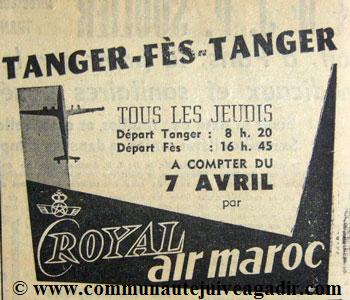 TANGER-FÈS-TANGER
TOUS LES JEUDIS
Départ Tanger : 8 h. 20
Départ Fès : 16 h. 45
A COMPTER DU
7 AVRIL
par
ROYAL
air maroc
© www.communautejuiveagadir.com